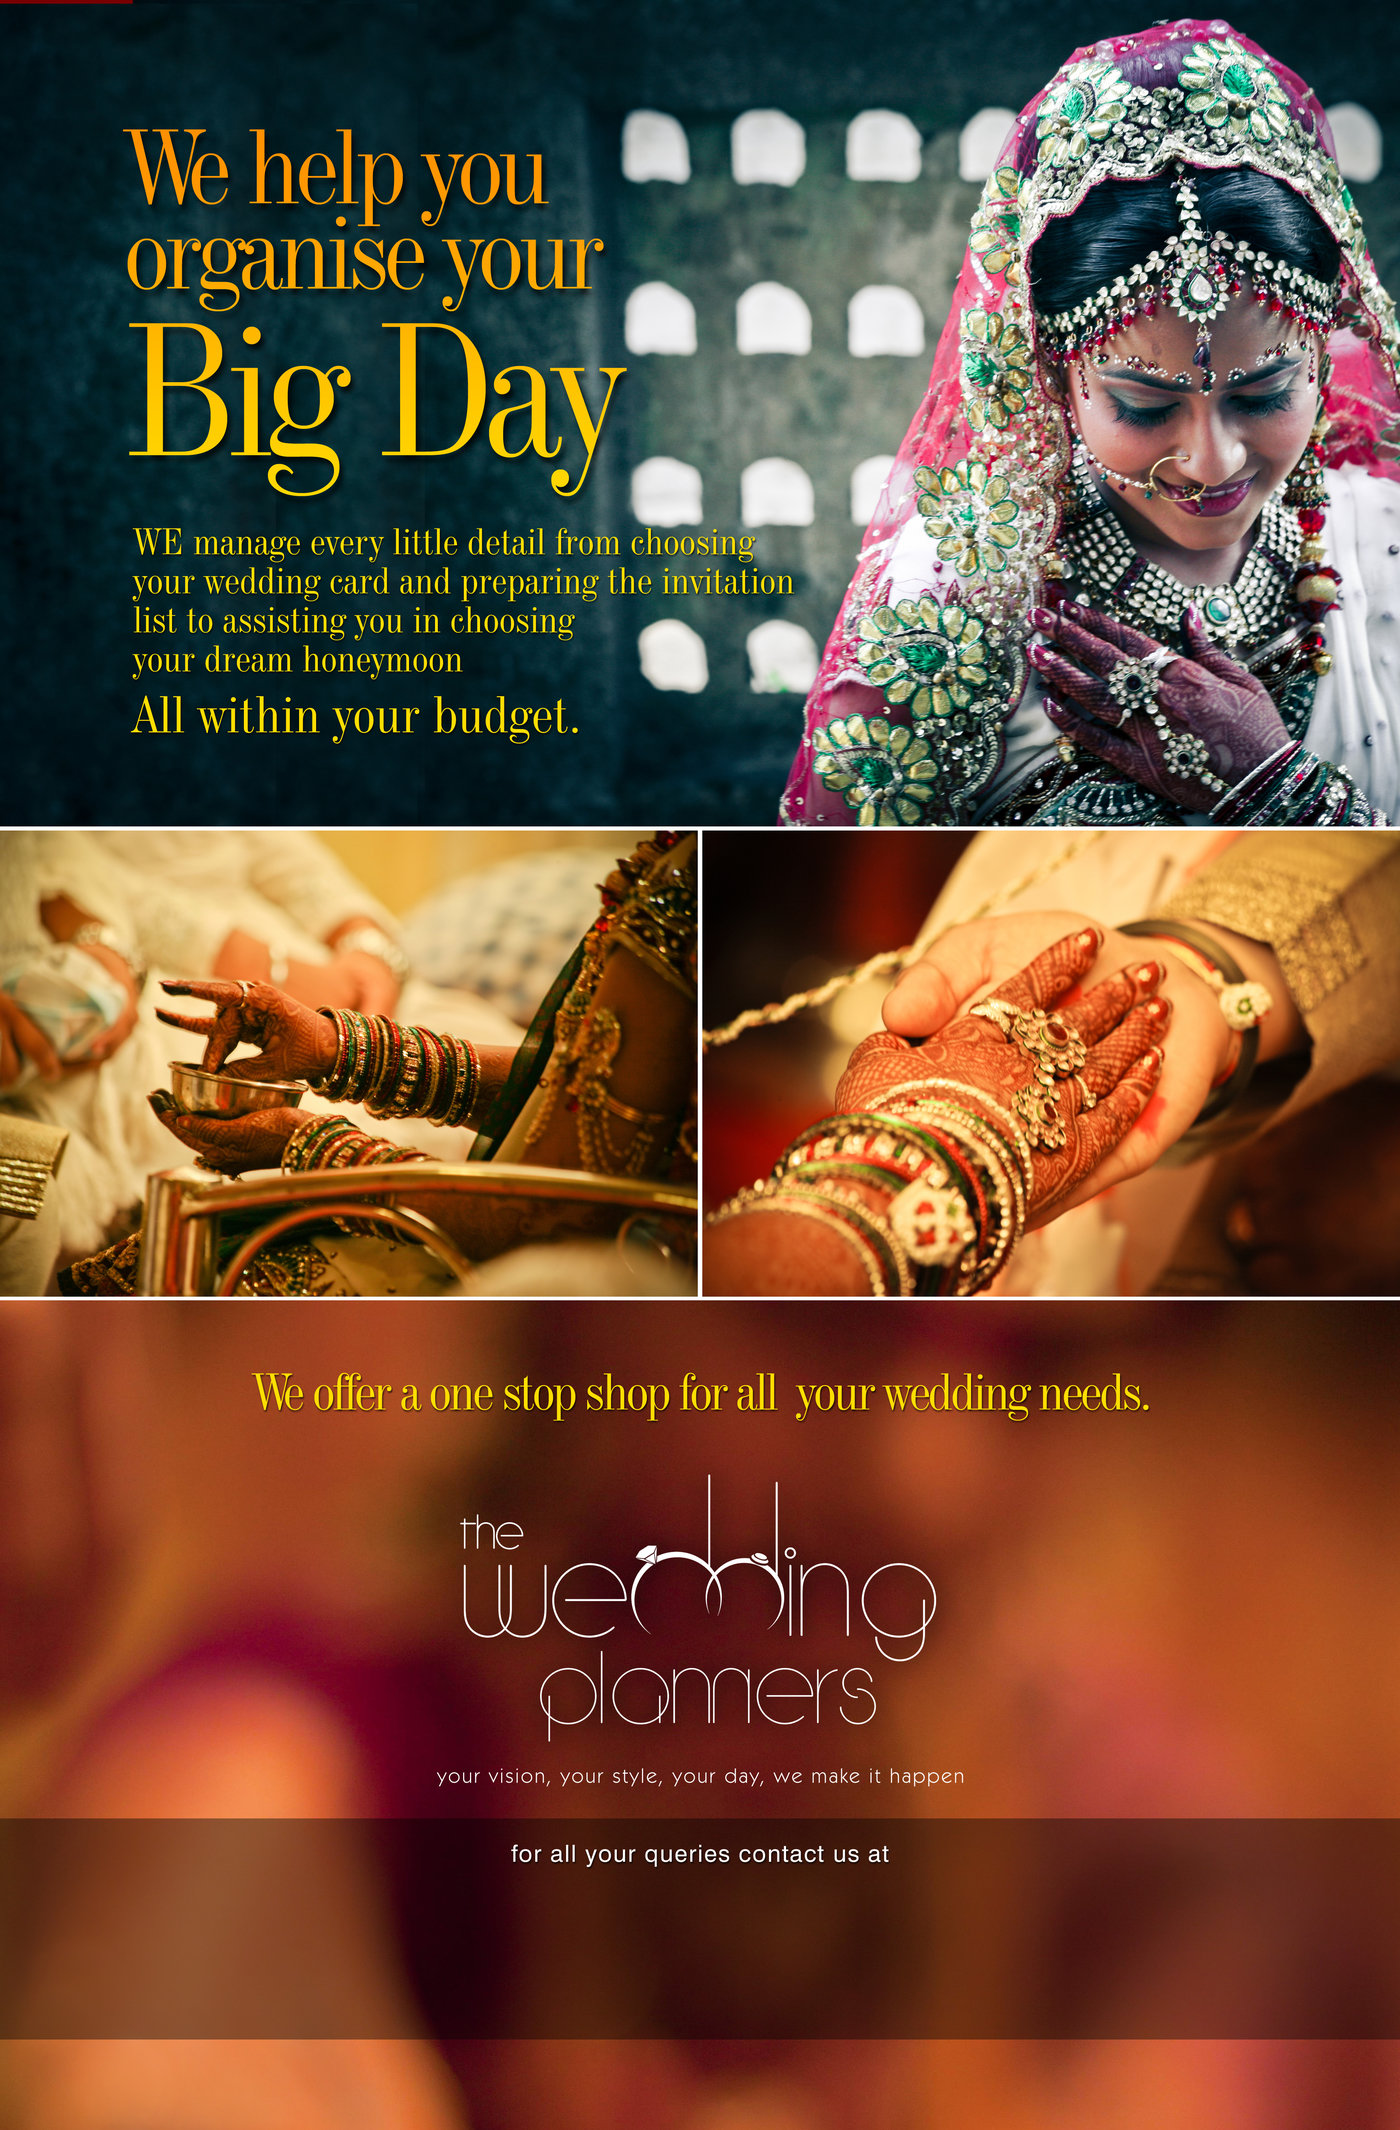 We help you
organise your
Big Day
WE manage every little detail from choosing
your wedding card and preparing the invitation
list to assisting you in choosing
your dream honeymoon
All within your budget.
We offer a one stop shop for all your wedding needs.
the
wedding
planners
your vision, your style, your day, we make it happen
for all your queries contact us at